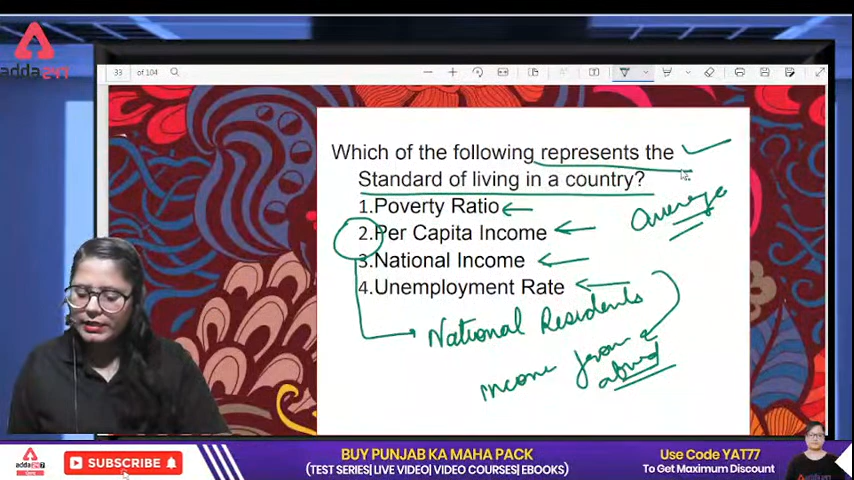 adda247
33 of 104
Which of the following represents the
Standard of living in a country?
1.Poverty Ratio
2.Per Capita Income
3.National Income
4.Unemployment Rate
average
National Residents
income from
abroad
adda247
SUBSCRIBE
BUY PUNJAB KA MAHA PACK
(TEST SERIES| LIVE VIDEO| VIDEO COURSES| EBOOKS)
Use Code YAT77
To Get Maximum Discount